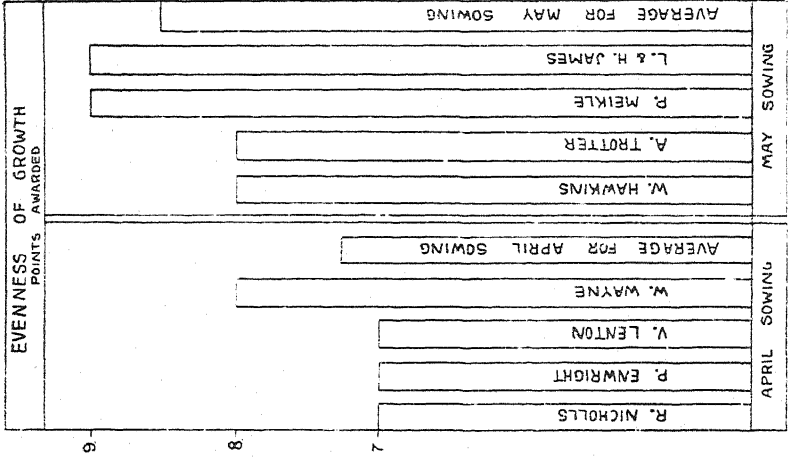 EVENNESS OF GROWTH
POINTS AWARDED
9
8
7
R. NICHOLLS
P. ENWRIGHT
V. LENTON
W. WAYNE
AVERAGE FOR APRIL SOWING
W. HAWKINS
A. TROTTER
P. MEIKLE
L. & H. JAMES
AVERAGE FOR MAY SOWING
APRIL SOWING
MAY SOWING